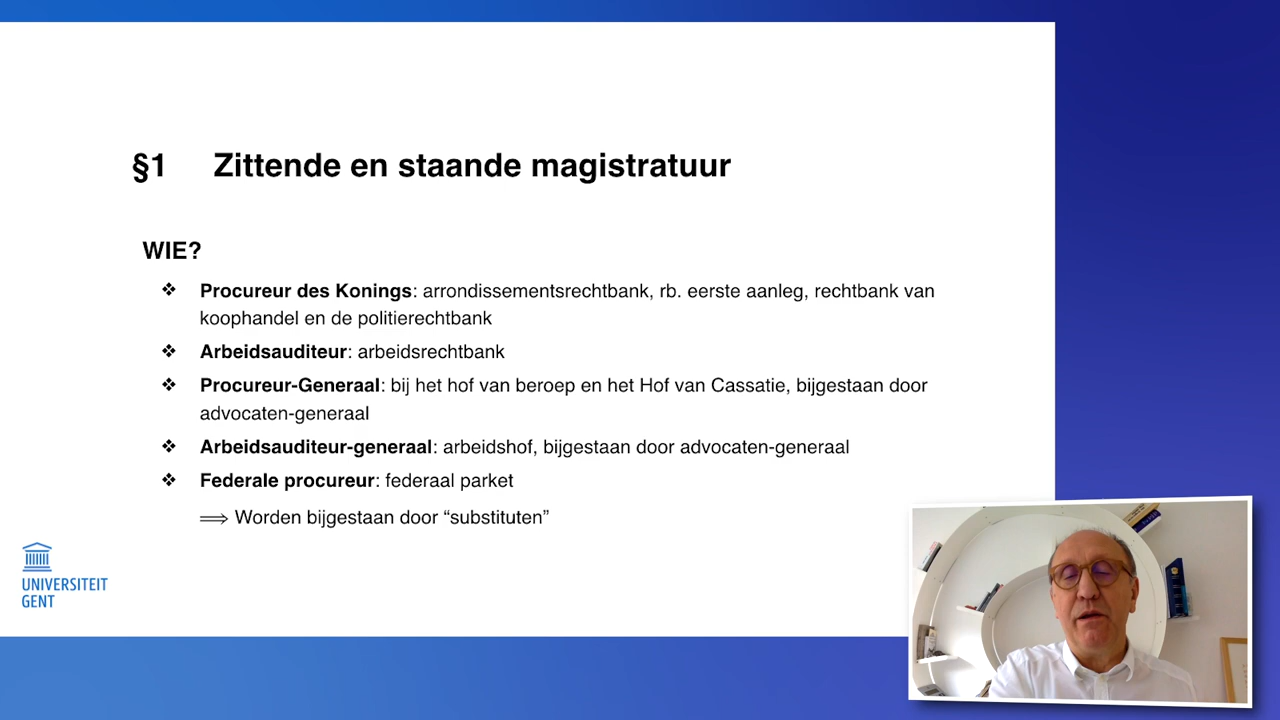 §1 Zittende en staande magistratuur
WIE?
❖ Procureur des Konings: arrondissementsrechtbank, rb. eerste aanleg, rechtbank van
koophandel en de politierechtbank
❖ Arbeidsauditeur: arbeidsrechtbank
❖ Procureur-Generaal: bij het hof van beroep en het Hof van Cassatie, bijgestaan door
advocaten-generaal
❖ Arbeidsauditeur-generaal: arbeidshof, bijgestaan door advocaten-generaal
❖ Federale procureur: federaal parket
⟹ Worden bijgestaan door “substituten”
UNIVERSITEIT
GENT